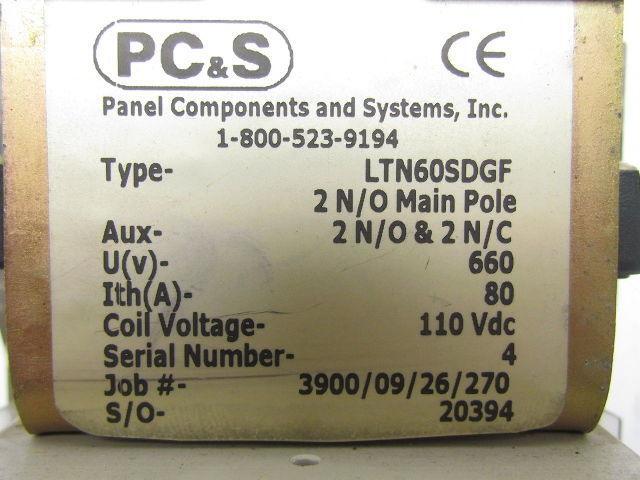 PC&S CE
Panel Components and Systems, Inc.
1-800-523-9194
Type- LTN60SDGF
2 N/O Main Pole
Aux- 2 N/O & 2 N/C
U(v)- 660
Ith(A)- 80
Coil Voltage- 110 Vdc
Serial Number- 4
Job #- 3900/09/26/270
S/O- 20394